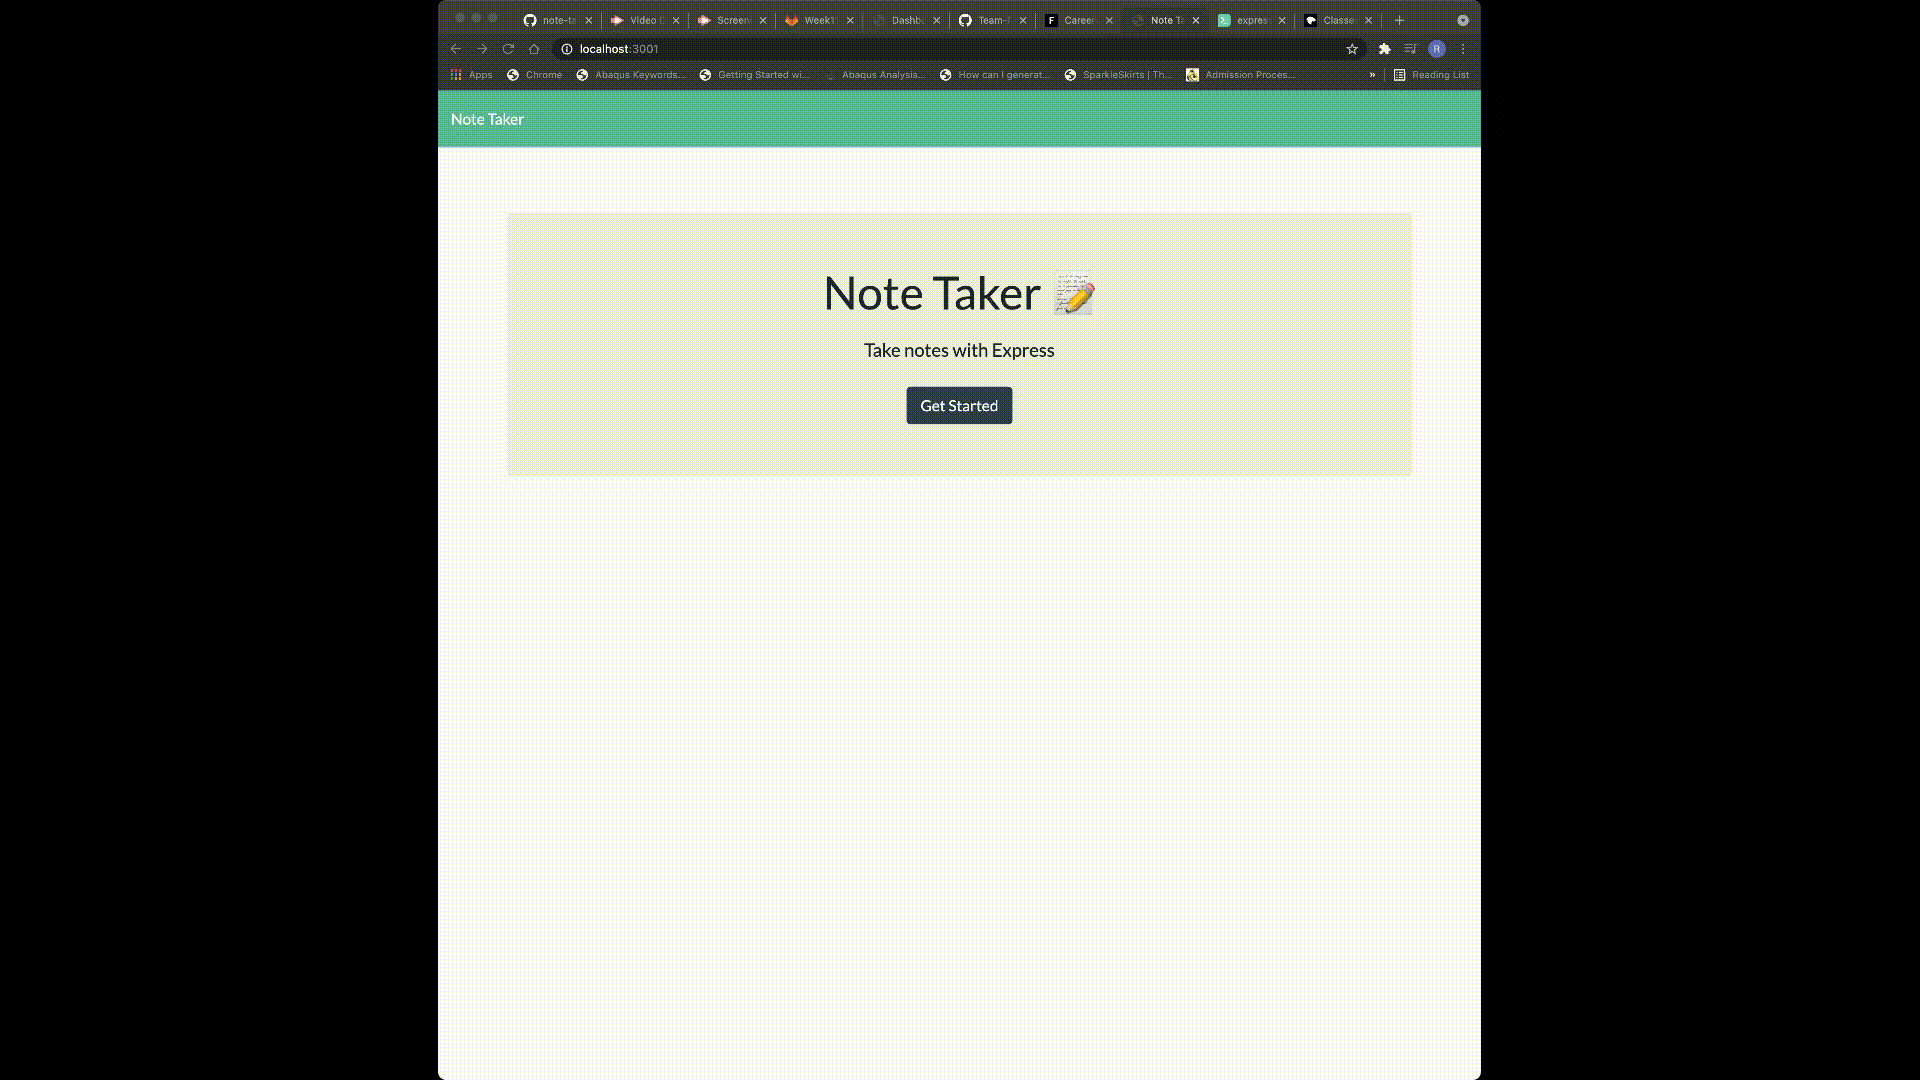 note-ta Video D Screen Week1 Dashb Team-P Career Note Ta expres Classe
localhost:3001
Apps Chrome Abaqus Keywords... Getting Started wi... Abaqus Analysis... How can I generat... SparkleSkirts | Th... Admission Proces... » Reading List
Note Taker
Note Taker
Take notes with Express
Get Started